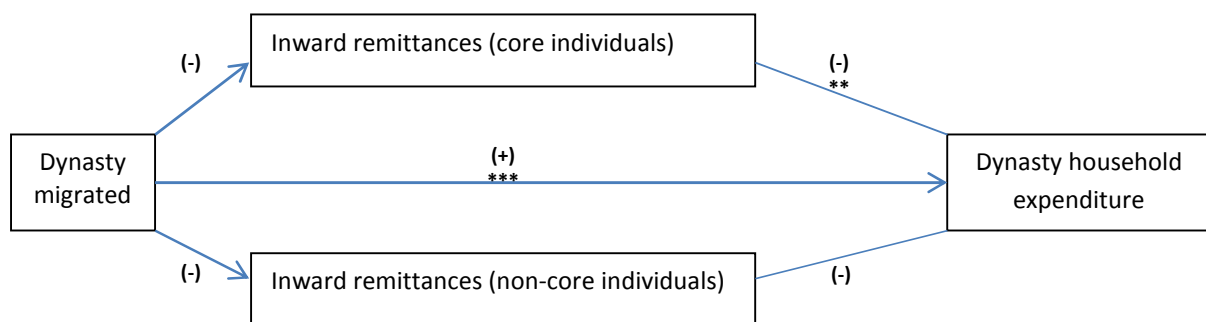 Inward remittances (core individuals)
(-)
(-)
**
Dynasty
migrated
(+)
***
Dynasty household
expenditure
(-)
Inward remittances (non-core individuals)
(-)